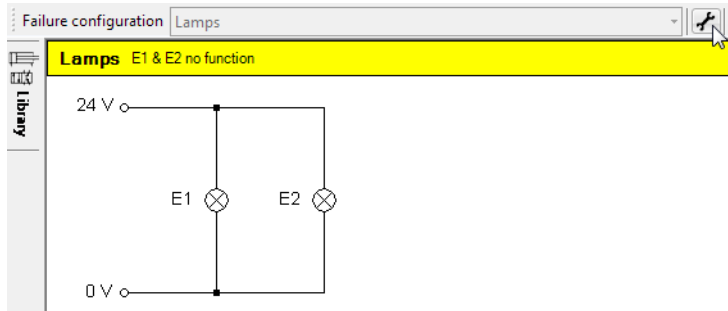 Failure configuration Lamps
Library
Lamps E1 & E2 no function
24 V
E1 E2
0 V